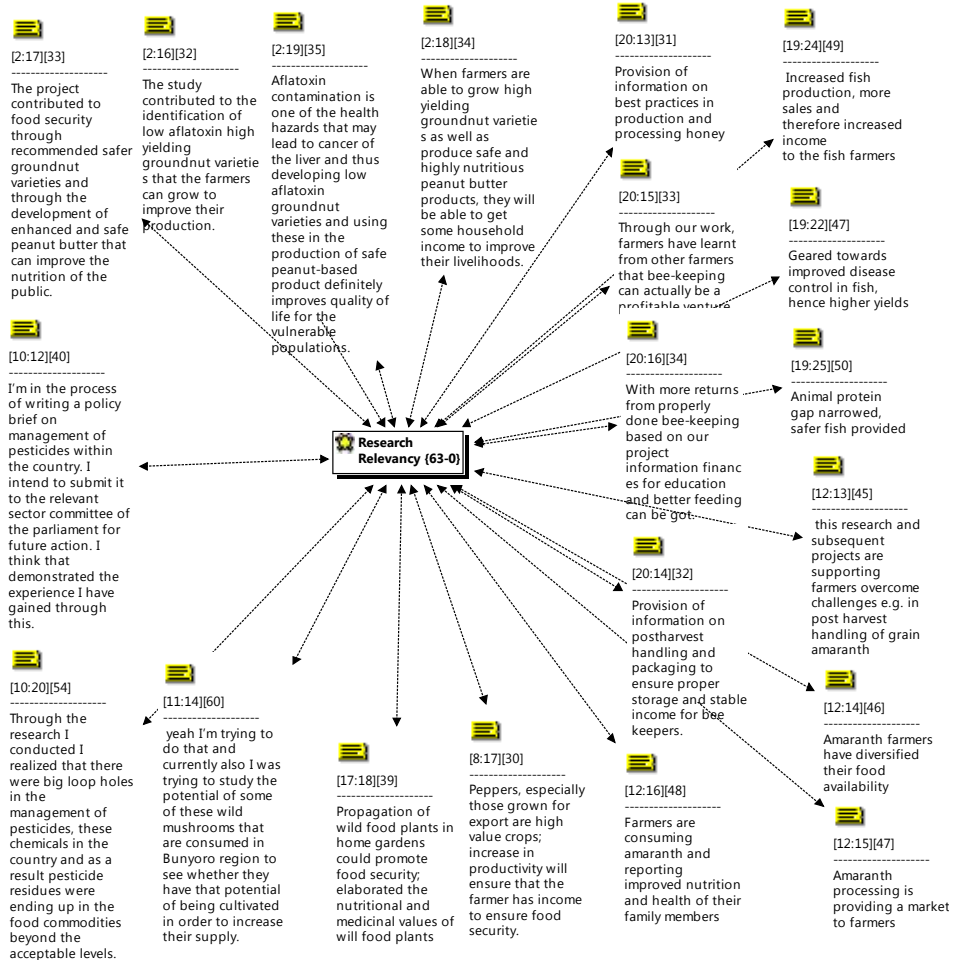 [2:17][33]
--------------------
The project
contributed to
food security
through
recommended safer
groundnut
varieties and
through the
development of
enhanced and safe
peanut butter that
can improve the
nutrition of the
public.
[2:16][32]
--------------------
The study
contributed to the
identification of
low aflatoxin high
yielding
groundnut varietie
s that the farmers
can grow to
improve their
production.
[2:19][35]
--------------------
Aflatoxin
contamination is
one of the health
hazards that may
lead to cancer of
the liver and thus
developing low
aflatoxin
groundnut
varieties and using
these in the
production of safe
peanut-based
product definitely
improves quality of
life for the
vulnerable
populations.
[2:18][34]
--------------------
When farmers are
able to grow high
yielding
groundnut varietie
s as well as
produce safe and
highly nutritious
peanut butter
products, they will
be able to get
some household
income to improve
their livelihoods.
[20:13][31]
--------------------
Provision of
information on
best practices in
production and
processing honey
[19:24][49]
--------------------
Increased fish
production, more
sales and
therefore increased
income
to the fish farmers
[20:15][33]
--------------------
Through our work,
farmers have learnt
from other farmers
that bee-keeping
can actually be a
profitable venture
[19:22][47]
--------------------
Geared towards
improved disease
control in fish,
hence higher yields
[10:12][40]
--------------------
I'm in the process
of writing a policy
brief on
management of
pesticides within
the country. I
intend to submit it
to the relevant
sector committee of
the parliament for
future action. I
think that
demonstrated the
experience I have
gained through
this.
Research
Relevancy {63-0}
[20:16][34]
--------------------
With more returns
from properly
done bee-keeping
based on our
project
information financ
es for education
and better feeding
can be got.
[19:25][50]
--------------------
Animal protein
gap narrowed,
safer fish provided
[12:13][45]
--------------------
this research and
subsequent
projects are
supporting
farmers overcome
challenges e.g. in
post harvest
handling of grain
amaranth
[20:14][32]
--------------------
Provision of
information on
postharvest
handling and
packaging to
ensure proper
storage and stable
income for bee
keepers.
[12:14][46]
--------------------
Amaranth farmers
have diversified
their food
availability
[10:20][54]
--------------------
Through the
research I
conducted I
realized that there
were big loop holes
in the
management of
pesticides, these
chemicals in the
country and as a
result pesticide
residues were
ending up in the
food commodities
beyond the
acceptable levels.
[11:14][60]
--------------------
yeah I'm trying to
do that and
currently also I was
trying to study the
potential of some
of these wild
mushrooms that
are consumed in
Bunyoro region to
see whether they
have that potential
of being cultivated
in order to increase
their supply.
[17:18][39]
--------------------
Propagation of
wild food plants in
home gardens
could promote
food security;
elaborated the
nutritional and
medicinal values of
will food plants
[8:17][30]
--------------------
Peppers, especially
those grown for
export are high
value crops;
increase in
productivity will
ensure that the
farmer has income
to ensure food
security.
[12:16][48]
--------------------
Farmers are
consuming
amaranth and
reporting
improved nutrition
and health of their
family members
[12:15][47]
--------------------
Amaranth
processing is
providing a market
to farmers